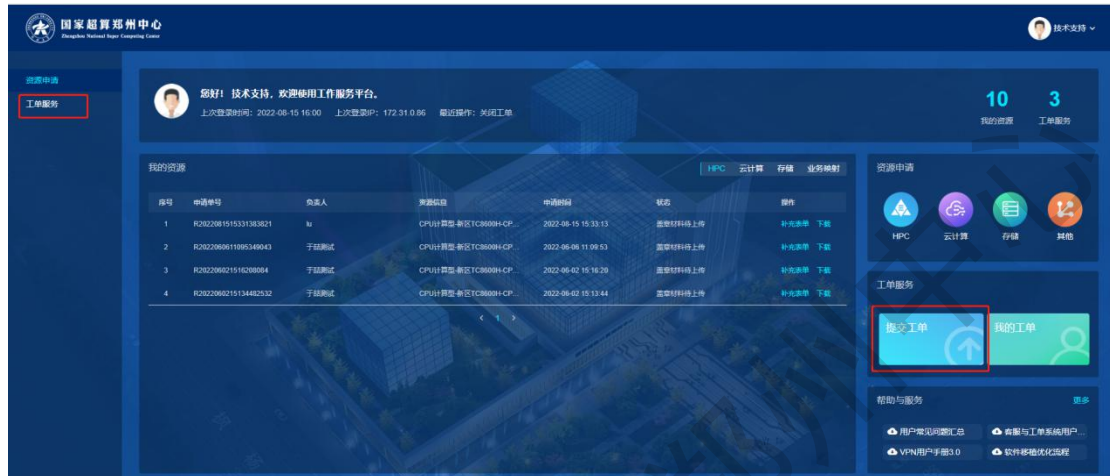 国家超算郑州中心
Zhengzhou National Super Computing Center
技术支持
资源申请
工单服务
您好！技术支持，欢迎使用工作服务平台。
上次登录时间：2022-08-15 16:00 上次登录IP：172.31.0.86 最近操作：关闭工单
10 3
我的资源 工单服务
我的资源
HPC 云计算 存储 业务映射
序号 申请单号 负责人 资源信息 申请时间 状态 操作
1 R2022081515331383821 lu CPU计算型-新区TC8600H-CP... 2022-08-15 15:33:13 盖章材料待上传 补充表单 下载
2 R2022060611095349043 测试 CPU计算型-新区TC8600H-CP... 2022-06-06 11:09:53 盖章材料待上传 补充表单 下载
3 R202206021516208084 测试 CPU计算型-新区TC8600H-CP... 2022-06-02 15:16:20 盖章材料待上传 补充表单 下载
4 R2022060215134482532 测试 CPU计算型-新区TC8600H-CP... 2022-06-02 15:13:44 盖章材料待上传 补充表单 下载
< 1 >
资源申请
HPC 云计算 存储 其他
工单服务
提交工单 我的工单
帮助与服务 更多
用户常见问题汇总 客服与工单系统用户...
VPN用户手册3.0 软件移植优化流程